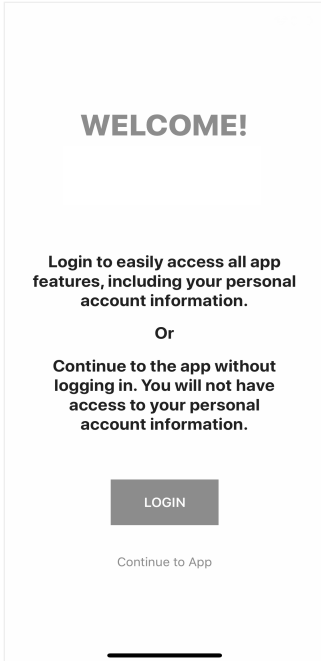 WELCOME!
Login to easily access all app
features, including your personal
account information.
Or
Continue to the app without
logging in. You will not have
access to your personal
account information.
LOGIN
Continue to App